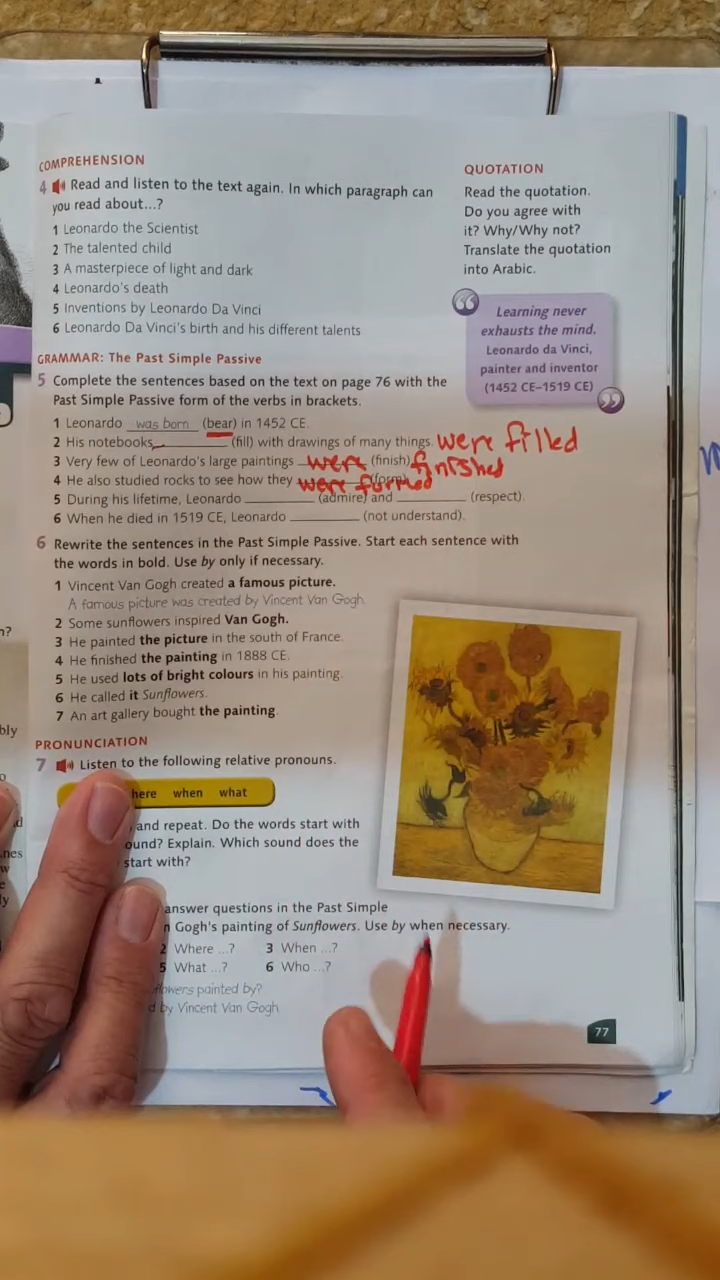 COMPREHENSION
4 Read and listen to the text again. In which paragraph can
you read about...?
1 Leonardo the Scientist
2 The talented child
3 A masterpiece of light and dark
4 Leonardo's death
5 Inventions by Leonardo Da Vinci
6 Leonardo Da Vinci's birth and his different talents
QUOTATION
Read the quotation.
Do you agree with
it? Why/Why not?
Translate the quotation
into Arabic.
Learning never
exhausts the mind.
Leonardo da Vinci,
painter and inventor
(1452 CE–1519 CE)
GRAMMAR: The Past Simple Passive
5 Complete the sentences based on the text on page 76 with the
Past Simple Passive form of the verbs in brackets.
1 Leonardo was born (bear) in 1452 CE.
2 His notebooks ________ (fill) with drawings of many things. were filled
3 Very few of Leonardo's large paintings were (finish). finished
4 He also studied rocks to see how they were formed (form).
5 During his lifetime, Leonardo ________ (admire) and ________ (respect).
6 When he died in 1519 CE, Leonardo ________ (not understand).
6 Rewrite the sentences in the Past Simple Passive. Start each sentence with
the words in bold. Use by only if necessary.
1 Vincent Van Gogh created a famous picture.
A famous picture was created by Vincent Van Gogh
2 Some sunflowers inspired Van Gogh.
3 He painted the picture in the south of France.
4 He finished the painting in 1888 CE.
5 He used lots of bright colours in his painting.
6 He called it Sunflowers.
7 An art gallery bought the painting.
PRONUNCIATION
7 Listen to the following relative pronouns.
here when what
and repeat. Do the words start with
ound? Explain. Which sound does the
start with?
answer questions in the Past Simple
n Gogh's painting of Sunflowers. Use by when necessary.
2 Where ...? 3 When ...?
5 What ...? 6 Who ...?
flowers painted by?
d by Vincent Van Gogh
77